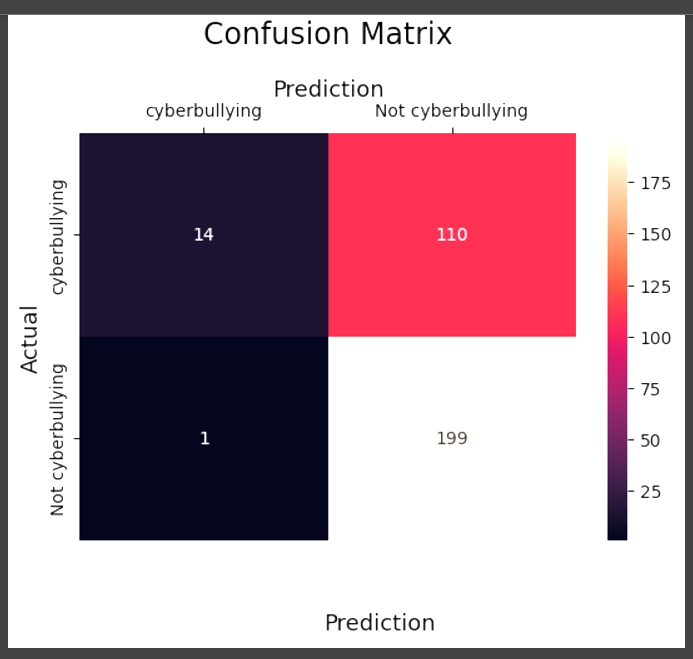 Confusion Matrix
Prediction
cyberbullying Not cyberbullying
Actual
cyberbullying
14 110
Not cyberbullying
1 199
175
150
125
100
75
50
25
Prediction